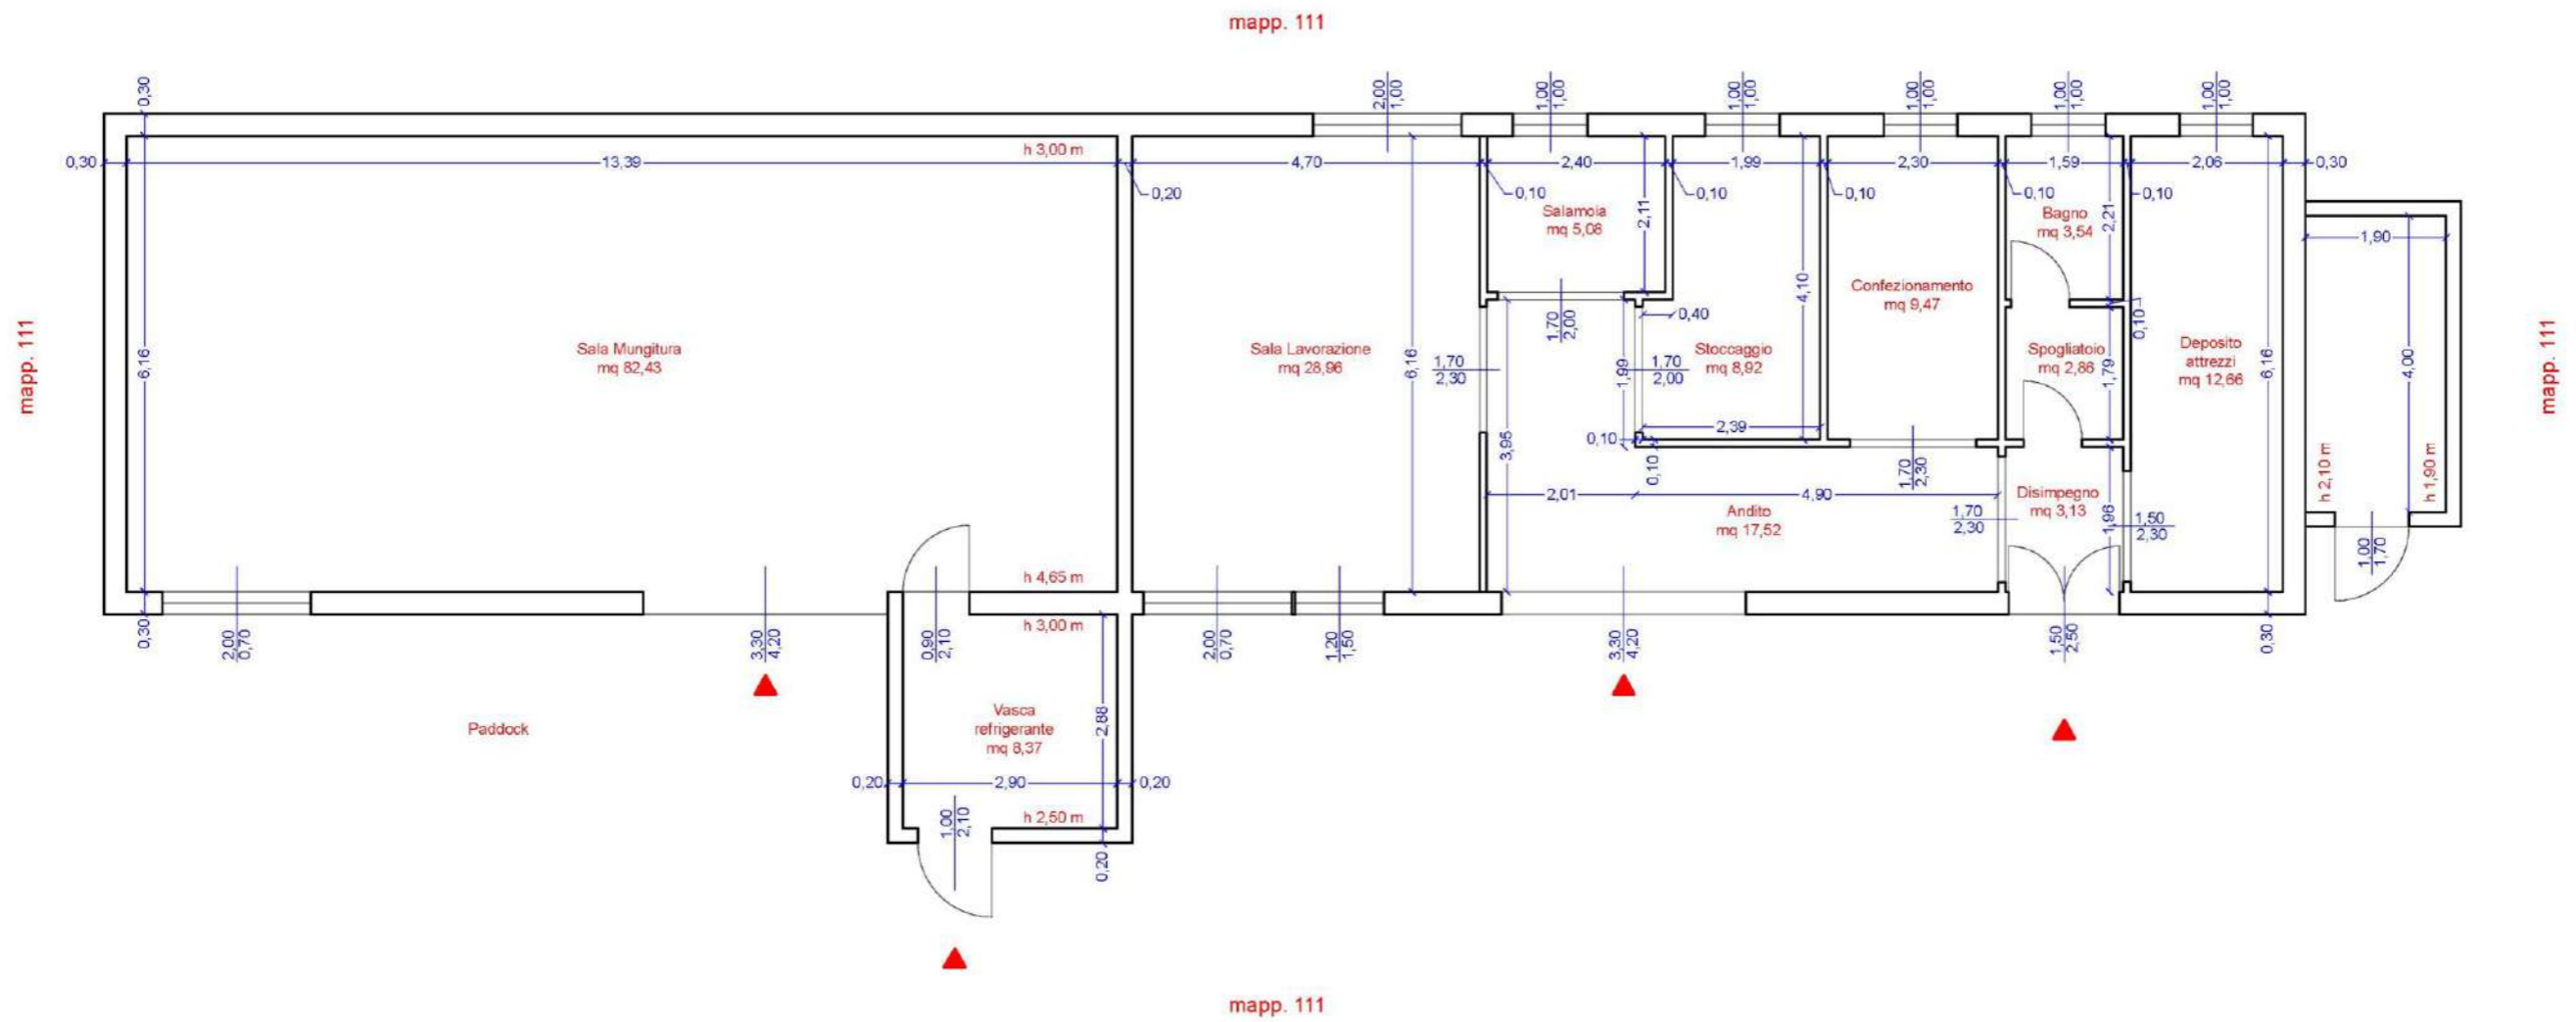 mapp. 111
0,30
2,00
1,00
1,00
1,00
1,00
1,00
1,00
1,00
1,00
1,00
1,00
1,00
0,30
13,39
h 3,00 m
0,20
4,70
0,10
2,40
0,10
1,99
0,10
2,30
0,10
1,59
0,10
2,06
0,30
mapp. 111
6,16
Sala Mungitura
mq 82,43
Sala Lavorazione
mq 28,96
6,16
1,70
2,30
Salamoia
mq 5,08
2,11
1,70
2,00
3,95
1,99
0,40
1,70
2,00
Stoccaggio
mq 8,92
4,10
2,39
0,10
0,10
Confezionamento
mq 9,47
1,70
2,30
Bagno
mq 3,54
2,21
0,10
Spogliatoio
mq 2,86
1,79
Deposito
attrezzi
mq 12,66
6,16
1,90
4,00
h 2,10 m
h 1,90 m
1,00
1,70
mapp. 111
2,01
4,90
Andito
mq 17,52
1,70
2,30
Disimpegno
mq 3,13
1,96
1,50
2,30
h 4,65 m
0,30
2,00
0,70
3,30
4,20
0,90
2,10
h 3,00 m
2,00
0,70
1,20
1,50
3,30
4,20
1,50
2,50
0,30
Paddock
Vasca
refrigerante
mq 8,37
2,88
0,20
2,90
0,20
1,00
2,10
h 2,50 m
0,20
mapp. 111